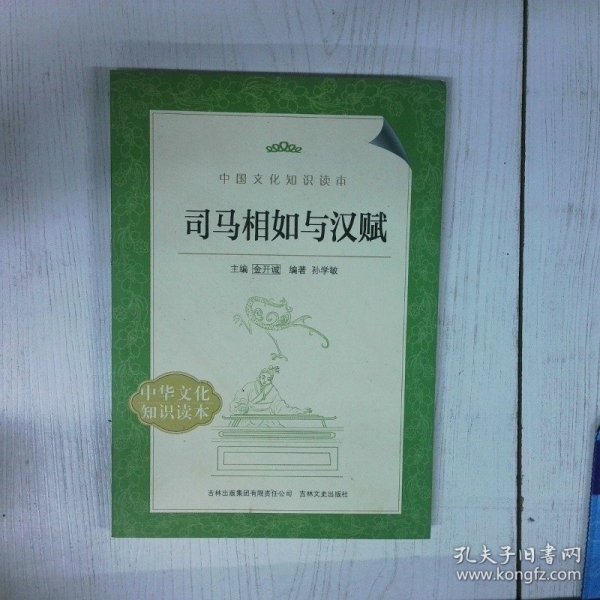 中国文化知识读本
司马相如与汉赋
主编 金开诚 编著 孙学敏
中华文化
知识读本
吉林出版集团有限责任公司 吉林文史出版社
孔夫子旧书网
www.kongfz.com